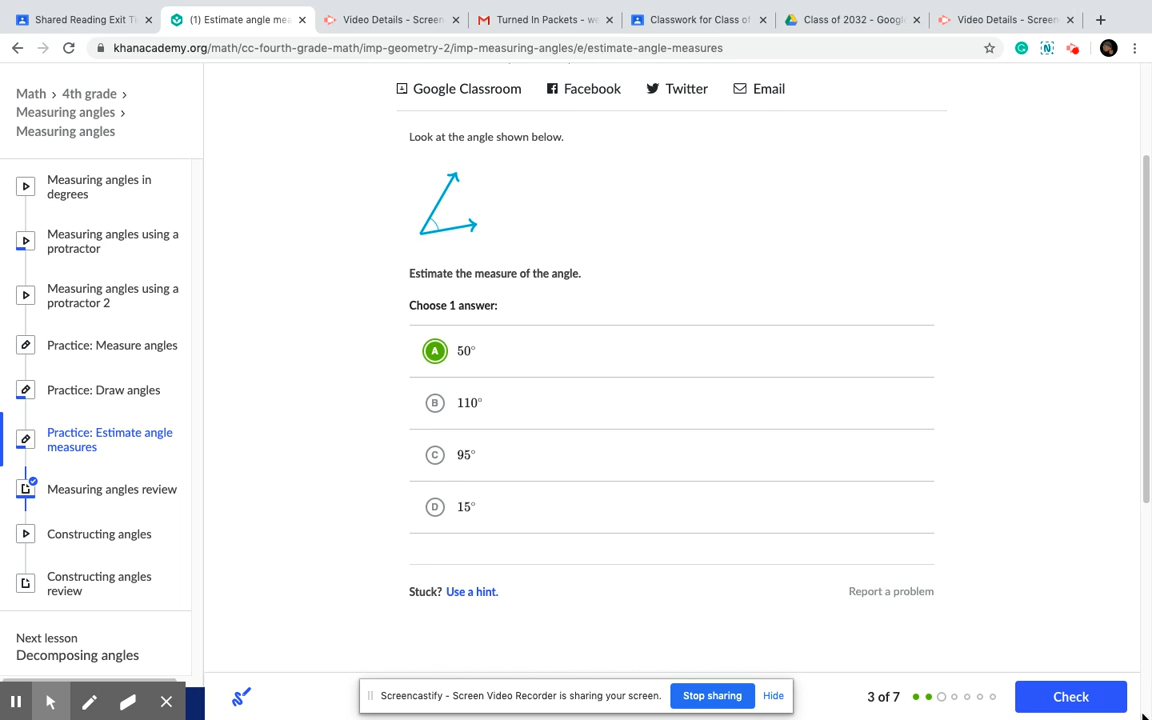 Shared Reading Exit Ti
(1) Estimate angle mea
Video Details - Screen
Turned In Packets - we
Classwork for Class of
Class of 2032 - Google
Video Details - Screen
khanacademy.org/math/cc-fourth-grade-math/imp-geometry-2/imp-measuring-angles/e/estimate-angle-measures
Math > 4th grade >
Measuring angles >
Measuring angles
Measuring angles in
degrees
Measuring angles using a
protractor
Measuring angles using a
protractor 2
Practice: Measure angles
Practice: Draw angles
Practice: Estimate angle
measures
Measuring angles review
Constructing angles
Constructing angles
review
Next lesson
Decomposing angles
Google Classroom Facebook Twitter Email
Look at the angle shown below.
Estimate the measure of the angle.
Choose 1 answer:
A 50°
B 110°
C 95°
D 15°
Stuck? Use a hint.
Report a problem
Screencastify - Screen Video Recorder is sharing your screen.
Stop sharing
Hide
3 of 7
Check